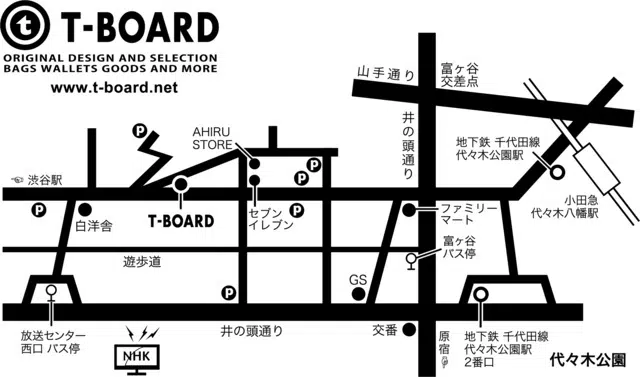 T-BOARD
ORIGINAL DESIGN AND SELECTION
BAGS WALLETS GOODS AND MORE
www.t-board.net
山手通り
富ヶ谷
交差点
井の頭通り
AHIRU
STORE
P
P
P
P
P
P
地下鉄 千代田線
代々木公園駅
小田急
代々木八幡駅
渋谷駅
T-BOARD
白洋舎
セブン
イレブン
ファミリー
マート
富ヶ谷
バス停
遊歩道
GS
放送センター
西口 バス停
NHK
井の頭通り
交番
原宿
地下鉄 千代田線
代々木公園駅
2番口
代々木公園